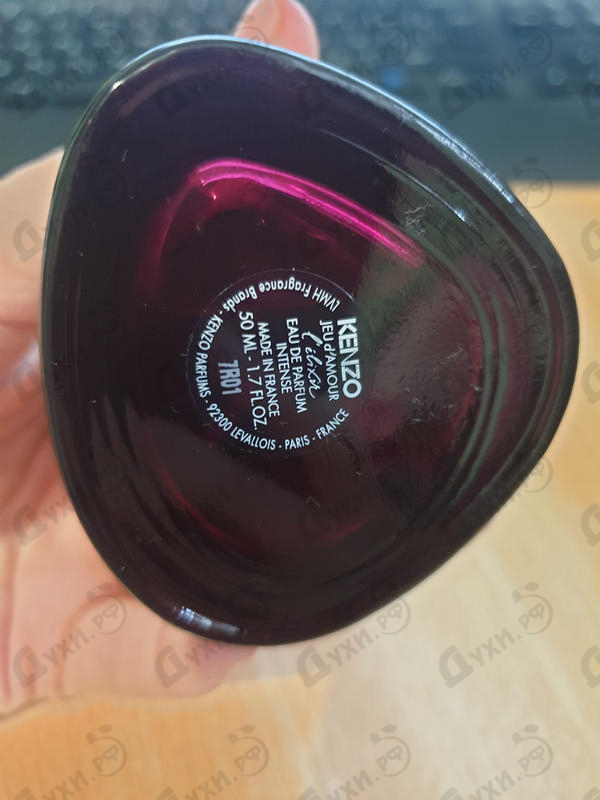 KENZO
JEU d'AMOUR
l'élixir
EAU DE PARFUM
INTENSE
MADE IN FRANCE
50 ML - 1.7 FL.OZ.
7R01
LVMH Fragrance Brands - KENZO PARFUMS - 92300 LEVALLOIS - PARIS - FRANCE
Духи.рф